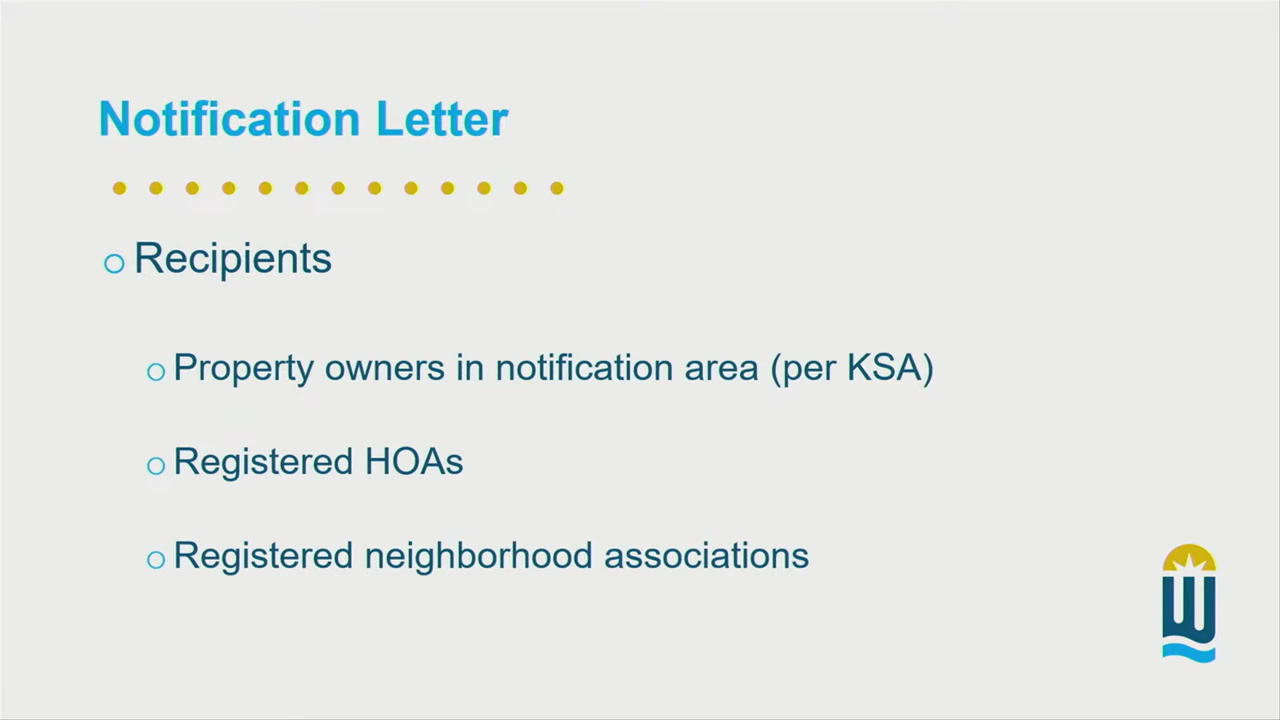 Notification Letter
Recipients
Property owners in notification area (per KSA)
Registered HOAs
Registered neighborhood associations
W